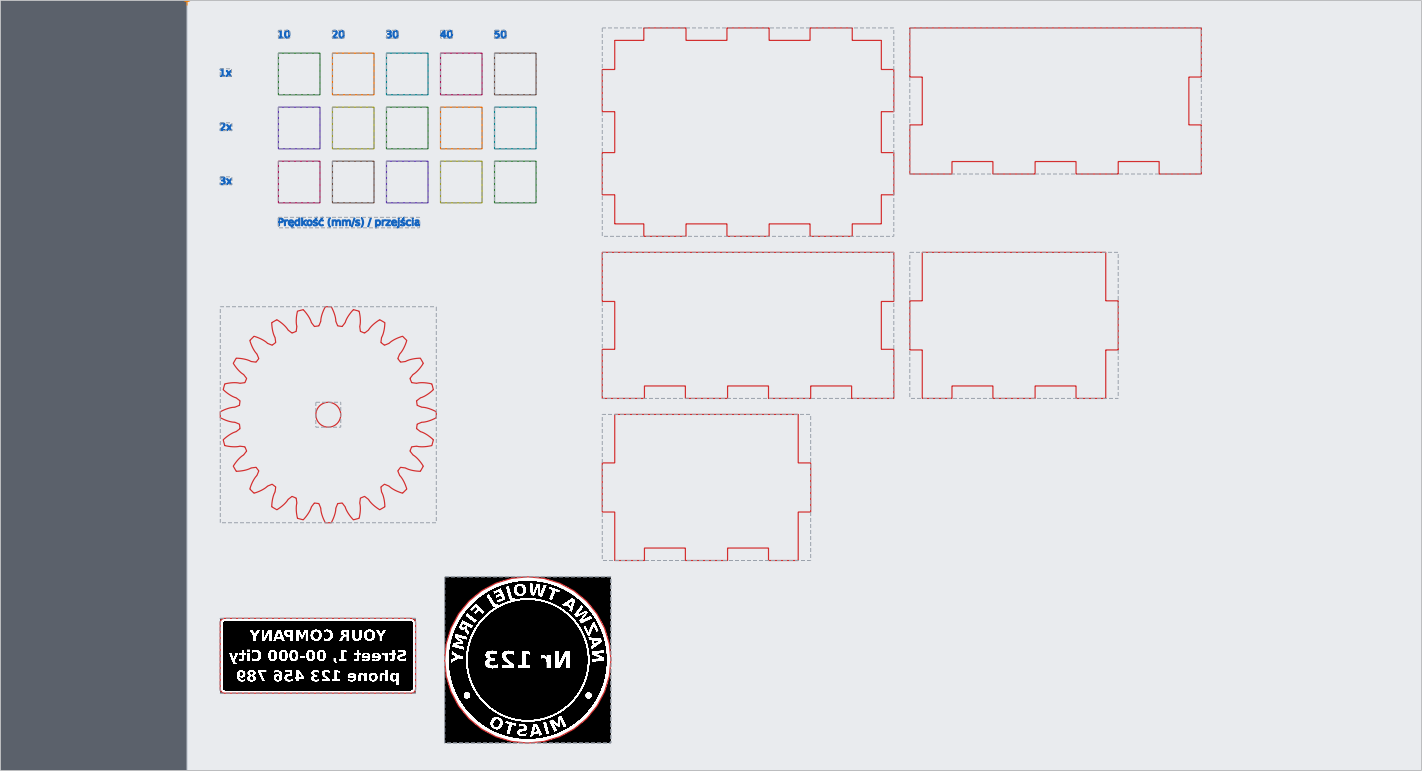 10 20 30 40 50
1x
2x
3x
Prędkość (mm/s) / przejścia
YOUR COMPANY
Street 1, 00-000 City
phone 123 456 789
NAZWA TWOJEJ FIRMY
Nr 123
MIASTO